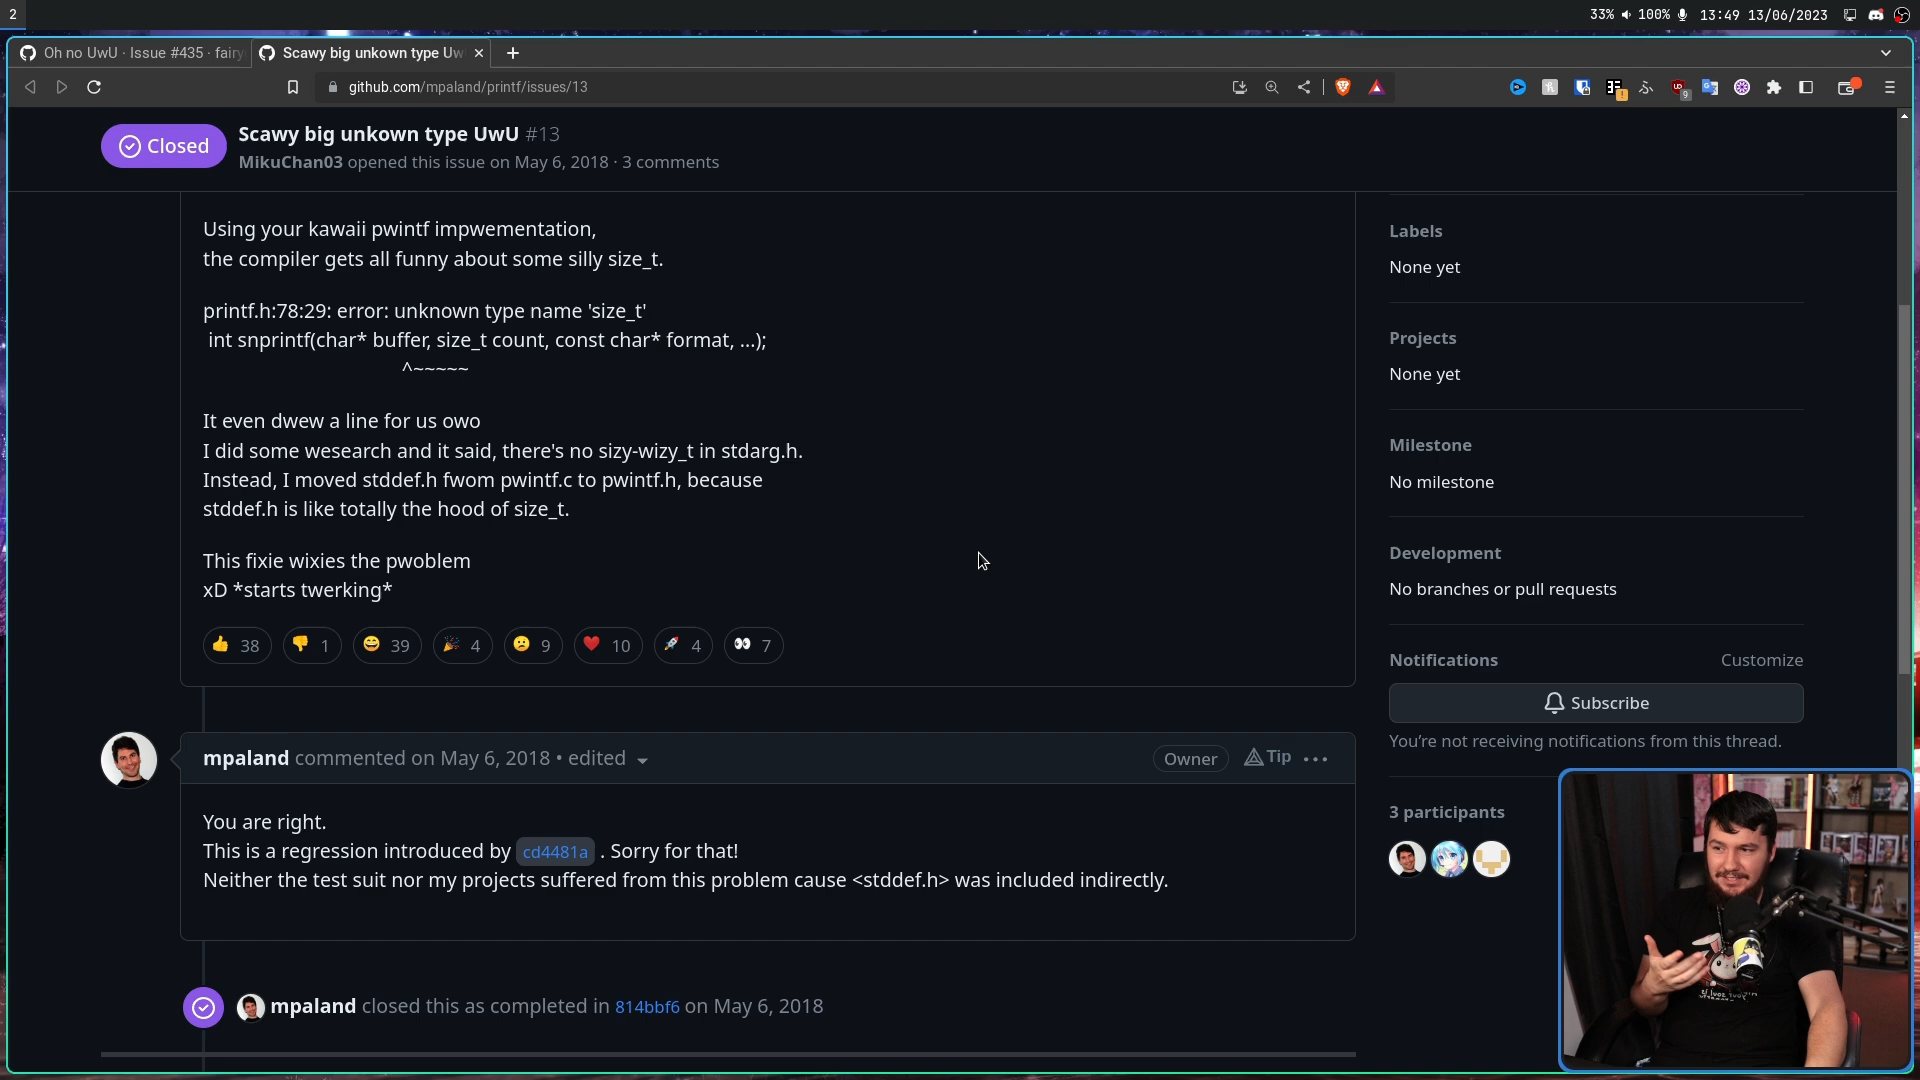 2
33% 100% 13:49 13/06/2023
Oh no UwU · Issue #435 · fairy
Scawy big unkown type Uw
github.com/mpaland/printf/issues/13
9
Closed
Scawy big unkown type UwU #13
MikuChan03 opened this issue on May 6, 2018 · 3 comments
Using your kawaii pwintf impwementation,
the compiler gets all funny about some silly size_t.
printf.h:78:29: error: unknown type name 'size_t'
int snprintf(char* buffer, size_t count, const char* format, ...);
^~~~~~
It even dwew a line for us owo
I did some wesearch and it said, there's no sizy-wizy_t in stdarg.h.
Instead, I moved stddef.h fwom pwintf.c to pwintf.h, because
stddef.h is like totally the hood of size_t.
This fixie wixies the pwoblem
xD *starts twerking*
38 1 39 4 9 10 4 7
mpaland commented on May 6, 2018 • edited
Owner Tip ...
You are right.
This is a regression introduced by cd4481a . Sorry for that!
Neither the test suit nor my projects suffered from this problem cause <stddef.h> was included indirectly.
mpaland closed this as completed in 814bbf6 on May 6, 2018
Labels
None yet
Projects
None yet
Milestone
No milestone
Development
No branches or pull requests
Notifications Customize
Subscribe
You're not receiving notifications from this thread.
3 participants